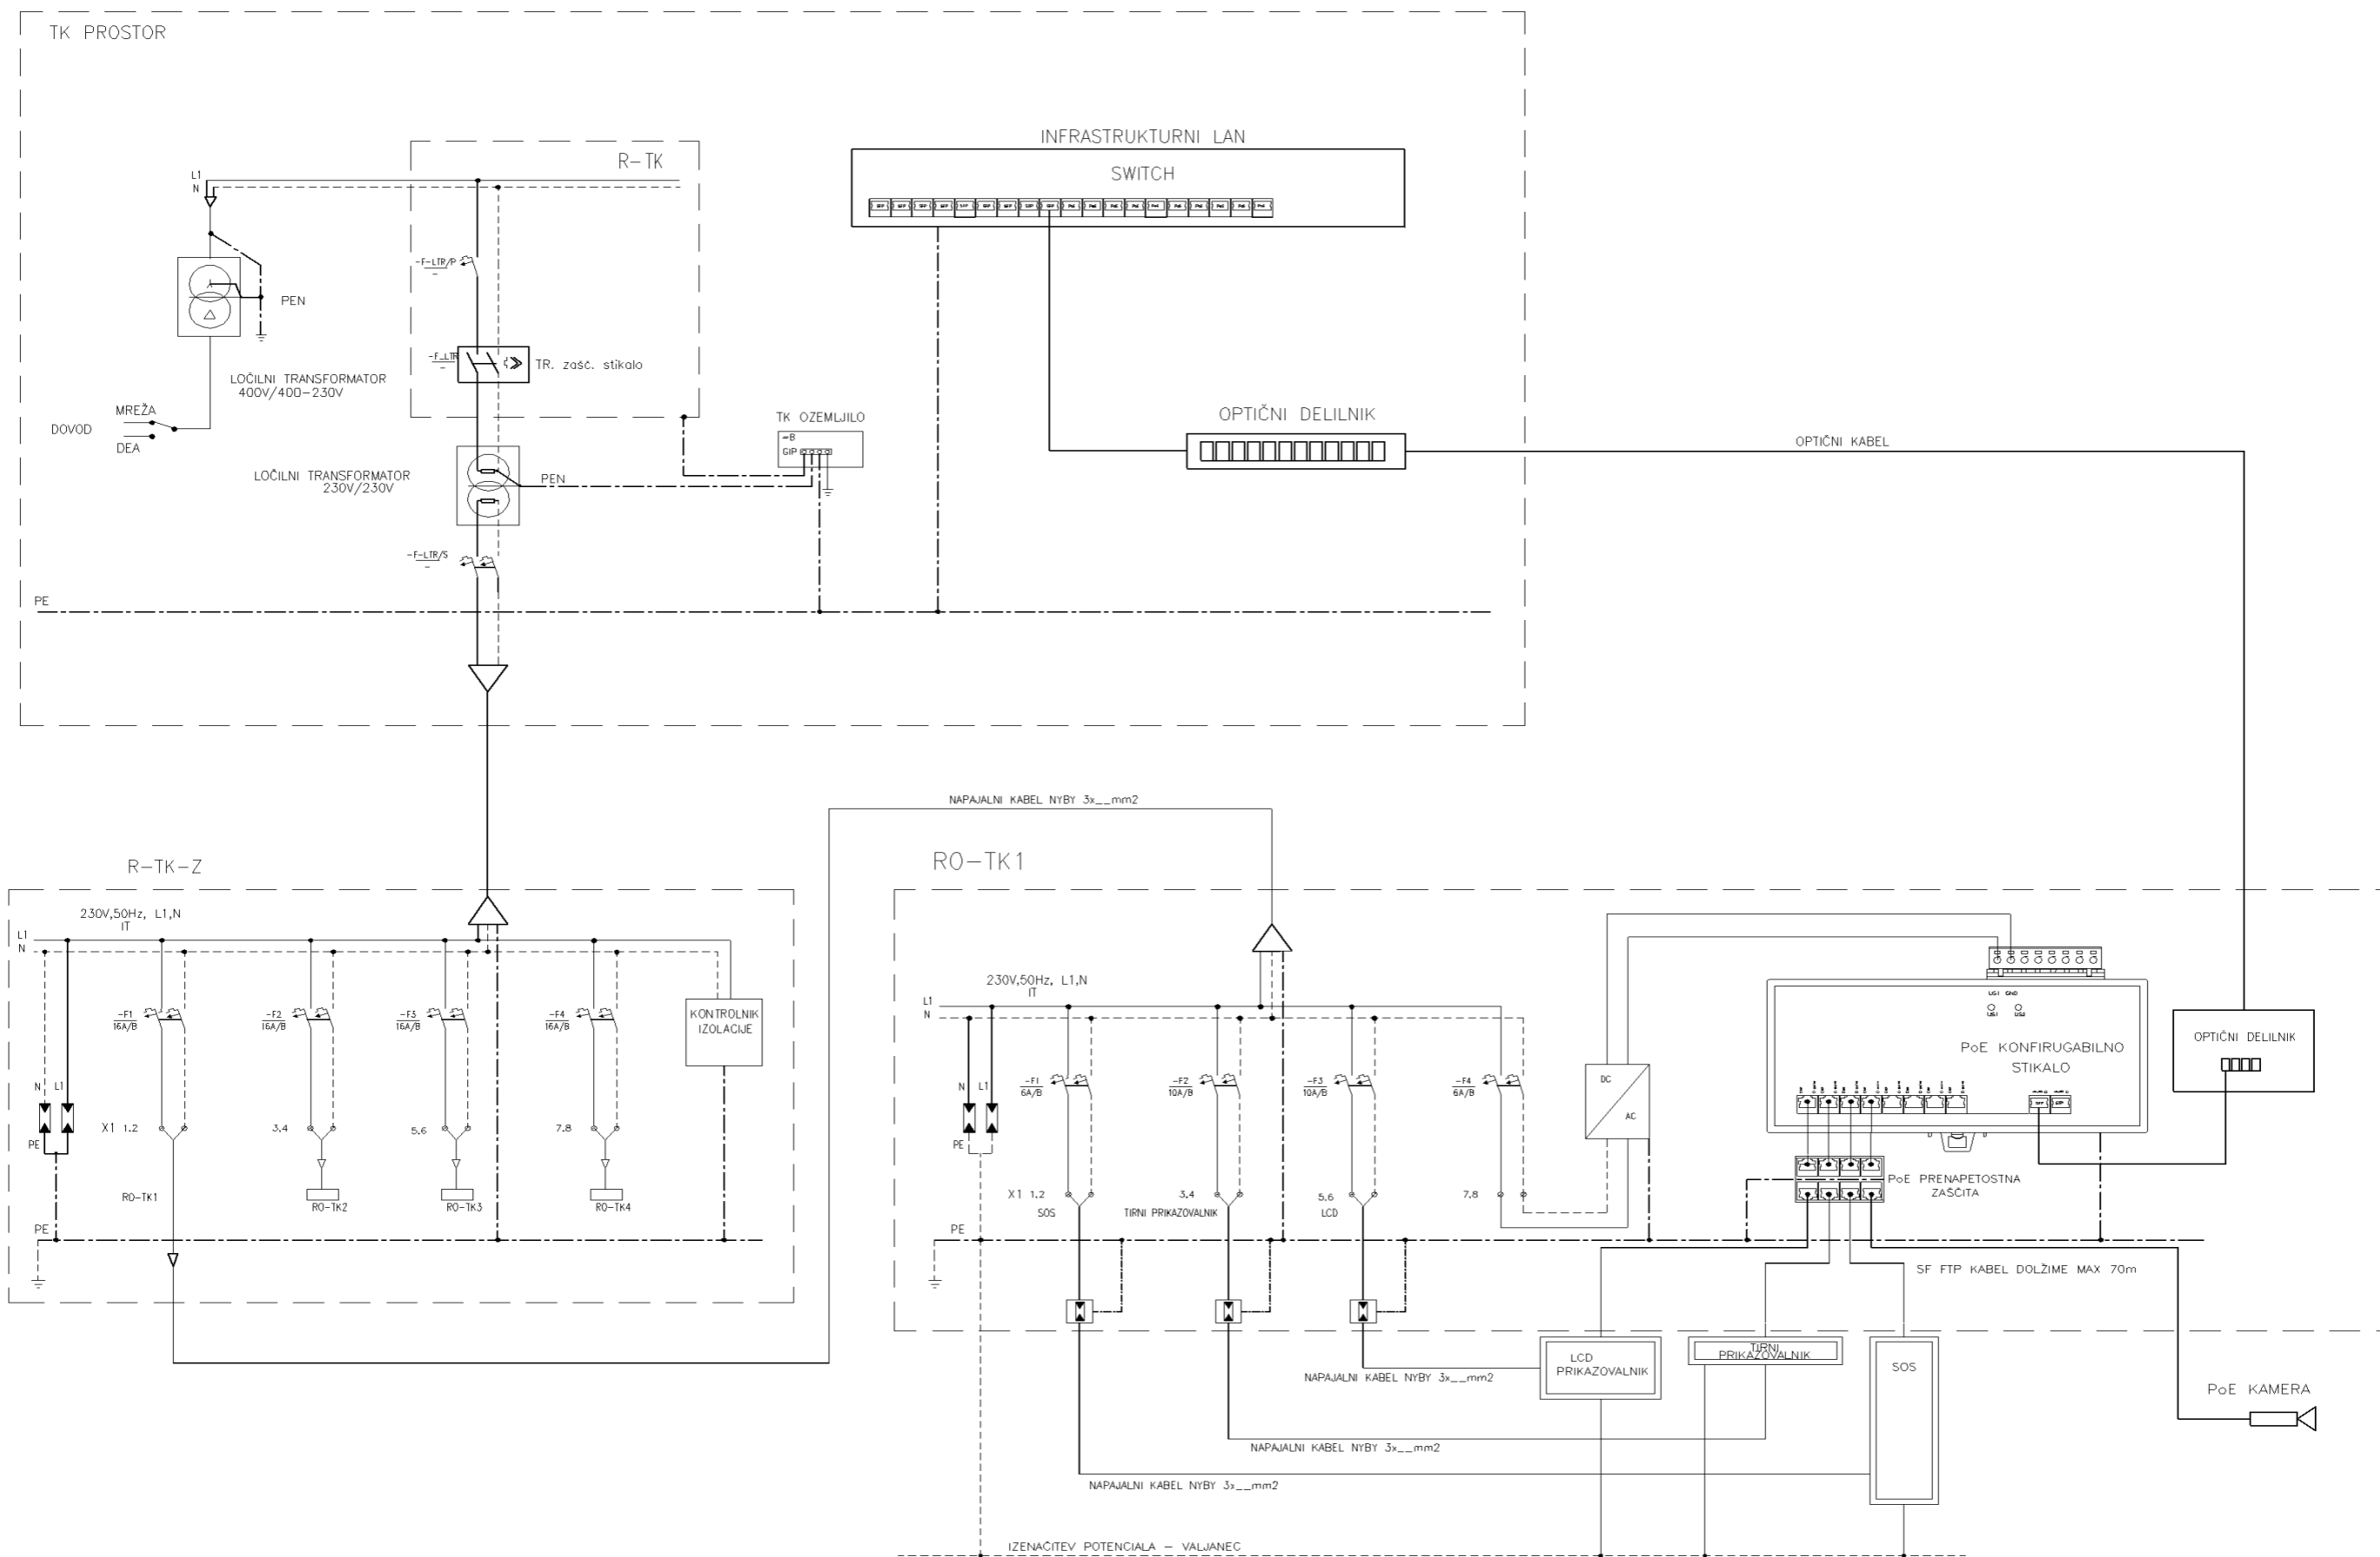 TK PROSTOR
INFRASTRUKTURNI LAN
SWITCH
R-TK
L1
N
-F-LTR/P
-
PEN
-F_LTR
-
TR. zašč. stikalo
LOČILNI TRANSFORMATOR
400V/400-230V
MREŽA
DOVOD
DEA
TK OZEMLJILO
=B
GIP
OPTIČNI DELILNIK
OPTIČNI KABEL
LOČILNI TRANSFORMATOR
230V/230V
PEN
-F-LTR/S
-
PE
NAPAJALNI KABEL NYBY 3x__mm2
R-TK-Z
230V,50Hz, L1,N
IT
L1
N
-F1
16A/B
-F2
16A/B
-F3
16A/B
-F4
16A/B
KONTROLNIK
IZOLACIJE
N L1
PE
X1 1.2
3.4
5.6
7.8
RO-TK1
RO-TK2
RO-TK3
RO-TK4
PE
RO-TK1
230V,50Hz, L1,N
IT
L1
N
-F1
6A/B
-F2
10A/B
-F3
10A/B
-F4
6A/B
DC
AC
N L1
PE
X1 1.2
SOS
3.4
TIRNI PRIKAZOVALNIK
5.6
LCD
7.8
PE
US1 GND
PoE KONFIRUGABILNO
STIKALO
OPTIČNI DELILNIK
PoE PRENAPETOSTNA
ZAŠČITA
SF FTP KABEL DOLŽIME MAX 70m
LCD
PRIKAZOVALNIK
TIRNI
PRIKAZOVALNIK
SOS
PoE KAMERA
NAPAJALNI KABEL NYBY 3x__mm2
NAPAJALNI KABEL NYBY 3x__mm2
NAPAJALNI KABEL NYBY 3x__mm2
IZENAČITEV POTENCIALA - VALJANEC